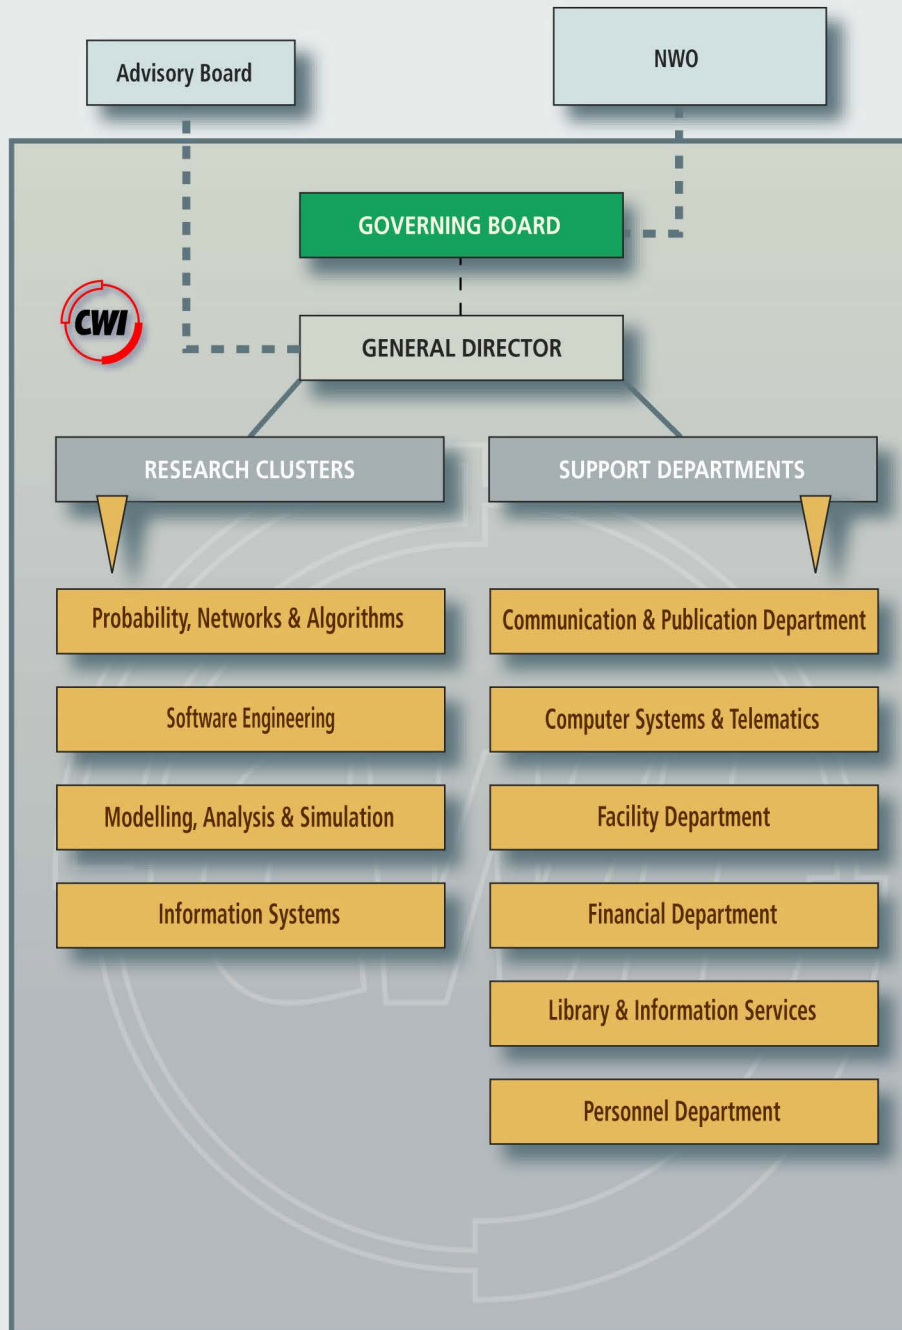 Advisory Board
NWO
GOVERNING BOARD
CWI
GENERAL DIRECTOR
RESEARCH CLUSTERS
SUPPORT DEPARTMENTS
Probability, Networks & Algorithms
Communication & Publication Department
Software Engineering
Computer Systems & Telematics
Modelling, Analysis & Simulation
Facility Department
Information Systems
Financial Department
Library & Information Services
Personnel Department